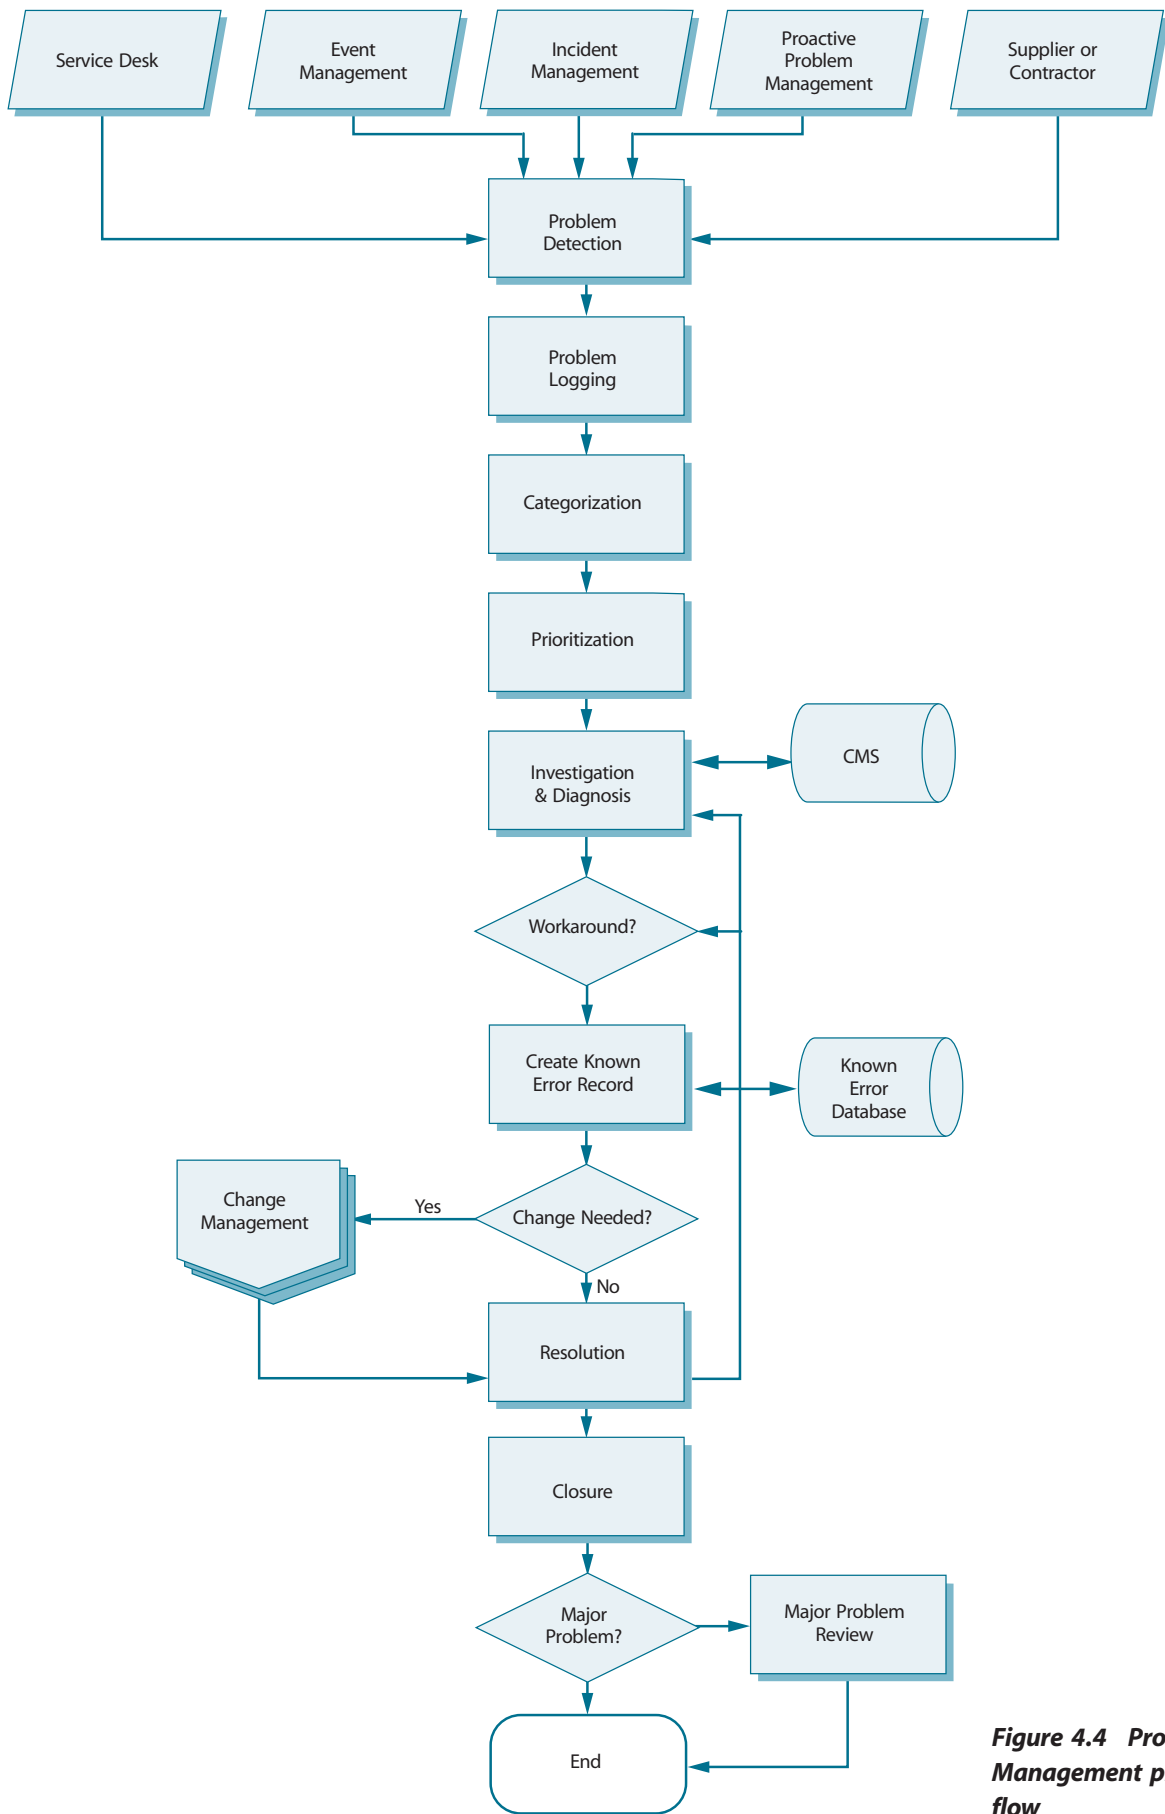 Service Desk
Event
Management
Incident
Management
Proactive
Problem
Management
Supplier or
Contractor
Problem
Detection
Problem
Logging
Categorization
Prioritization
Investigation
& Diagnosis
CMS
Workaround?
Create Known
Error Record
Known
Error
Database
Change
Management
Yes
Change Needed?
No
Resolution
Closure
Major
Problem?
Major Problem
Review
End
Figure 4.4
Management
flow